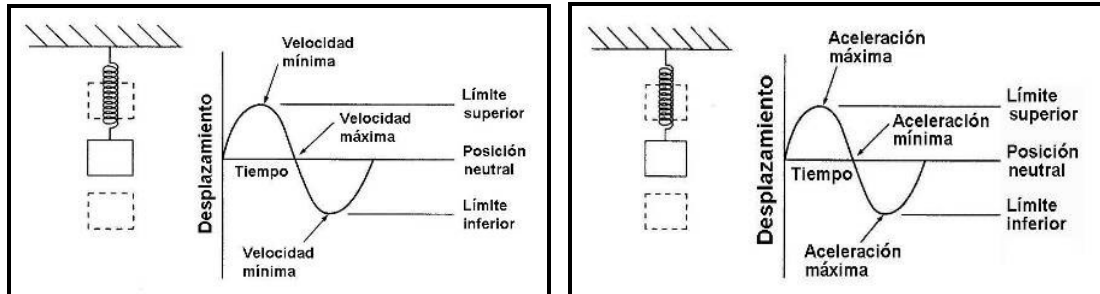 Velocidad
mínima
Límite
superior
Velocidad
máxima
Posición
neutral
Tiempo
Desplazamiento
Límite
inferior
Velocidad
mínima
Aceleración
máxima
Límite
superior
Aceleración
mínima
Posición
neutral
Tiempo
Desplazamiento
Límite
inferior
Aceleración
máxima